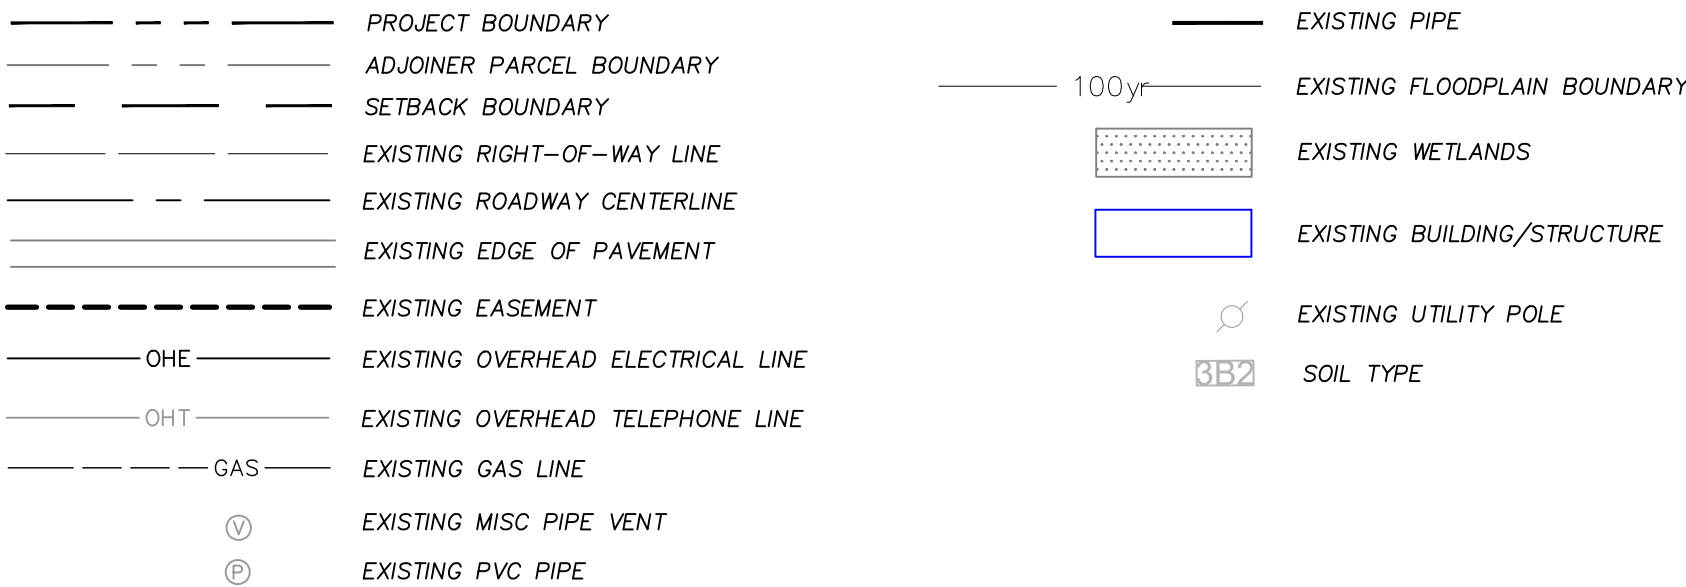 PROJECT BOUNDARY
ADJOINER PARCEL BOUNDARY
SETBACK BOUNDARY
EXISTING RIGHT-OF-WAY LINE
EXISTING ROADWAY CENTERLINE
EXISTING EDGE OF PAVEMENT
EXISTING EASEMENT
OHE EXISTING OVERHEAD ELECTRICAL LINE
OHT EXISTING OVERHEAD TELEPHONE LINE
GAS EXISTING GAS LINE
V EXISTING MISC PIPE VENT
P EXISTING PVC PIPE
EXISTING PIPE
100yr EXISTING FLOODPLAIN BOUNDARY
EXISTING WETLANDS
EXISTING BUILDING/STRUCTURE
EXISTING UTILITY POLE
3B2 SOIL TYPE